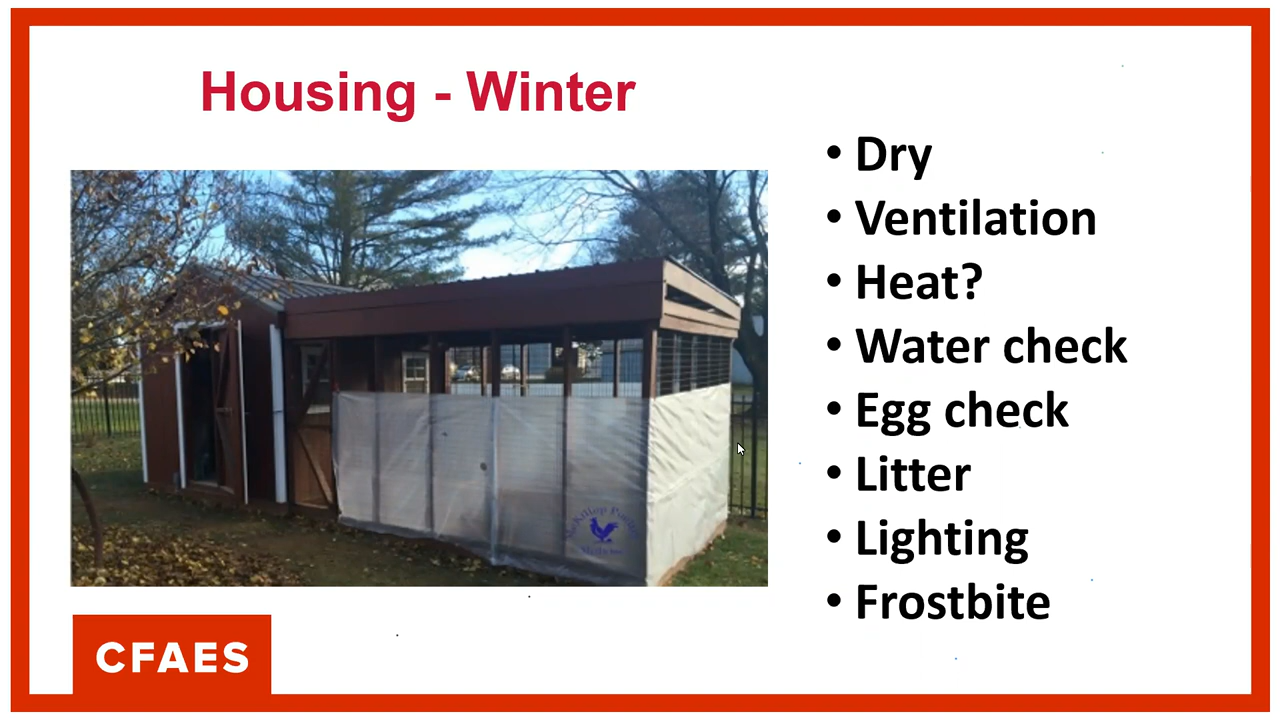 Housing - Winter
• Dry
• Ventilation
• Heat?
• Water check
• Egg check
• Litter
• Lighting
• Frostbite
CFAES